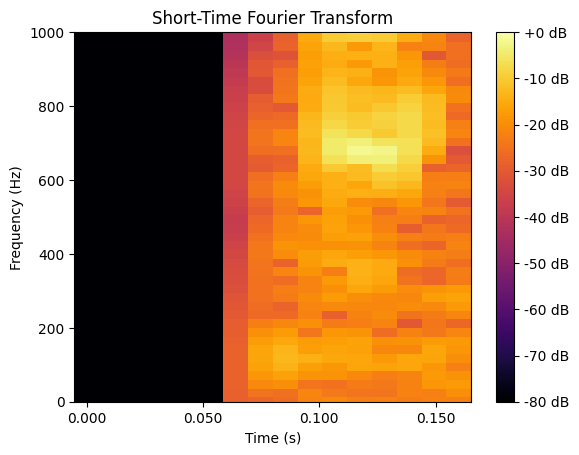 Short-Time Fourier Transform
1000
800
600
400
200
0
Frequency (Hz)
0.000
0.050
0.100
0.150
Time (s)
+0 dB
-10 dB
-20 dB
-30 dB
-40 dB
-50 dB
-60 dB
-70 dB
-80 dB